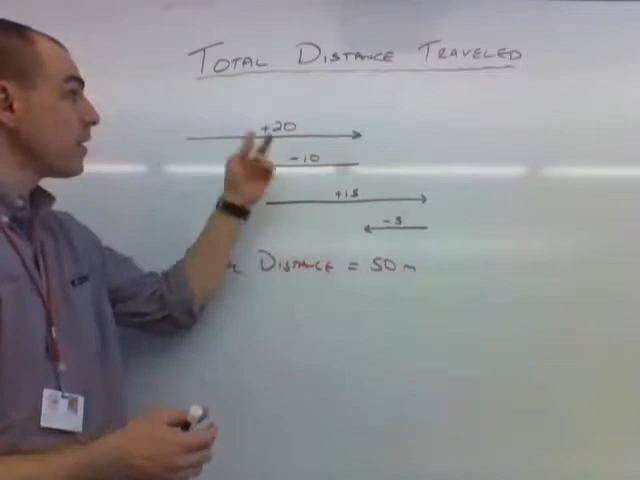 TOTAL DISTANCE TRAVELED
+20
-10
+15
-5
DISTANCE = 50 m